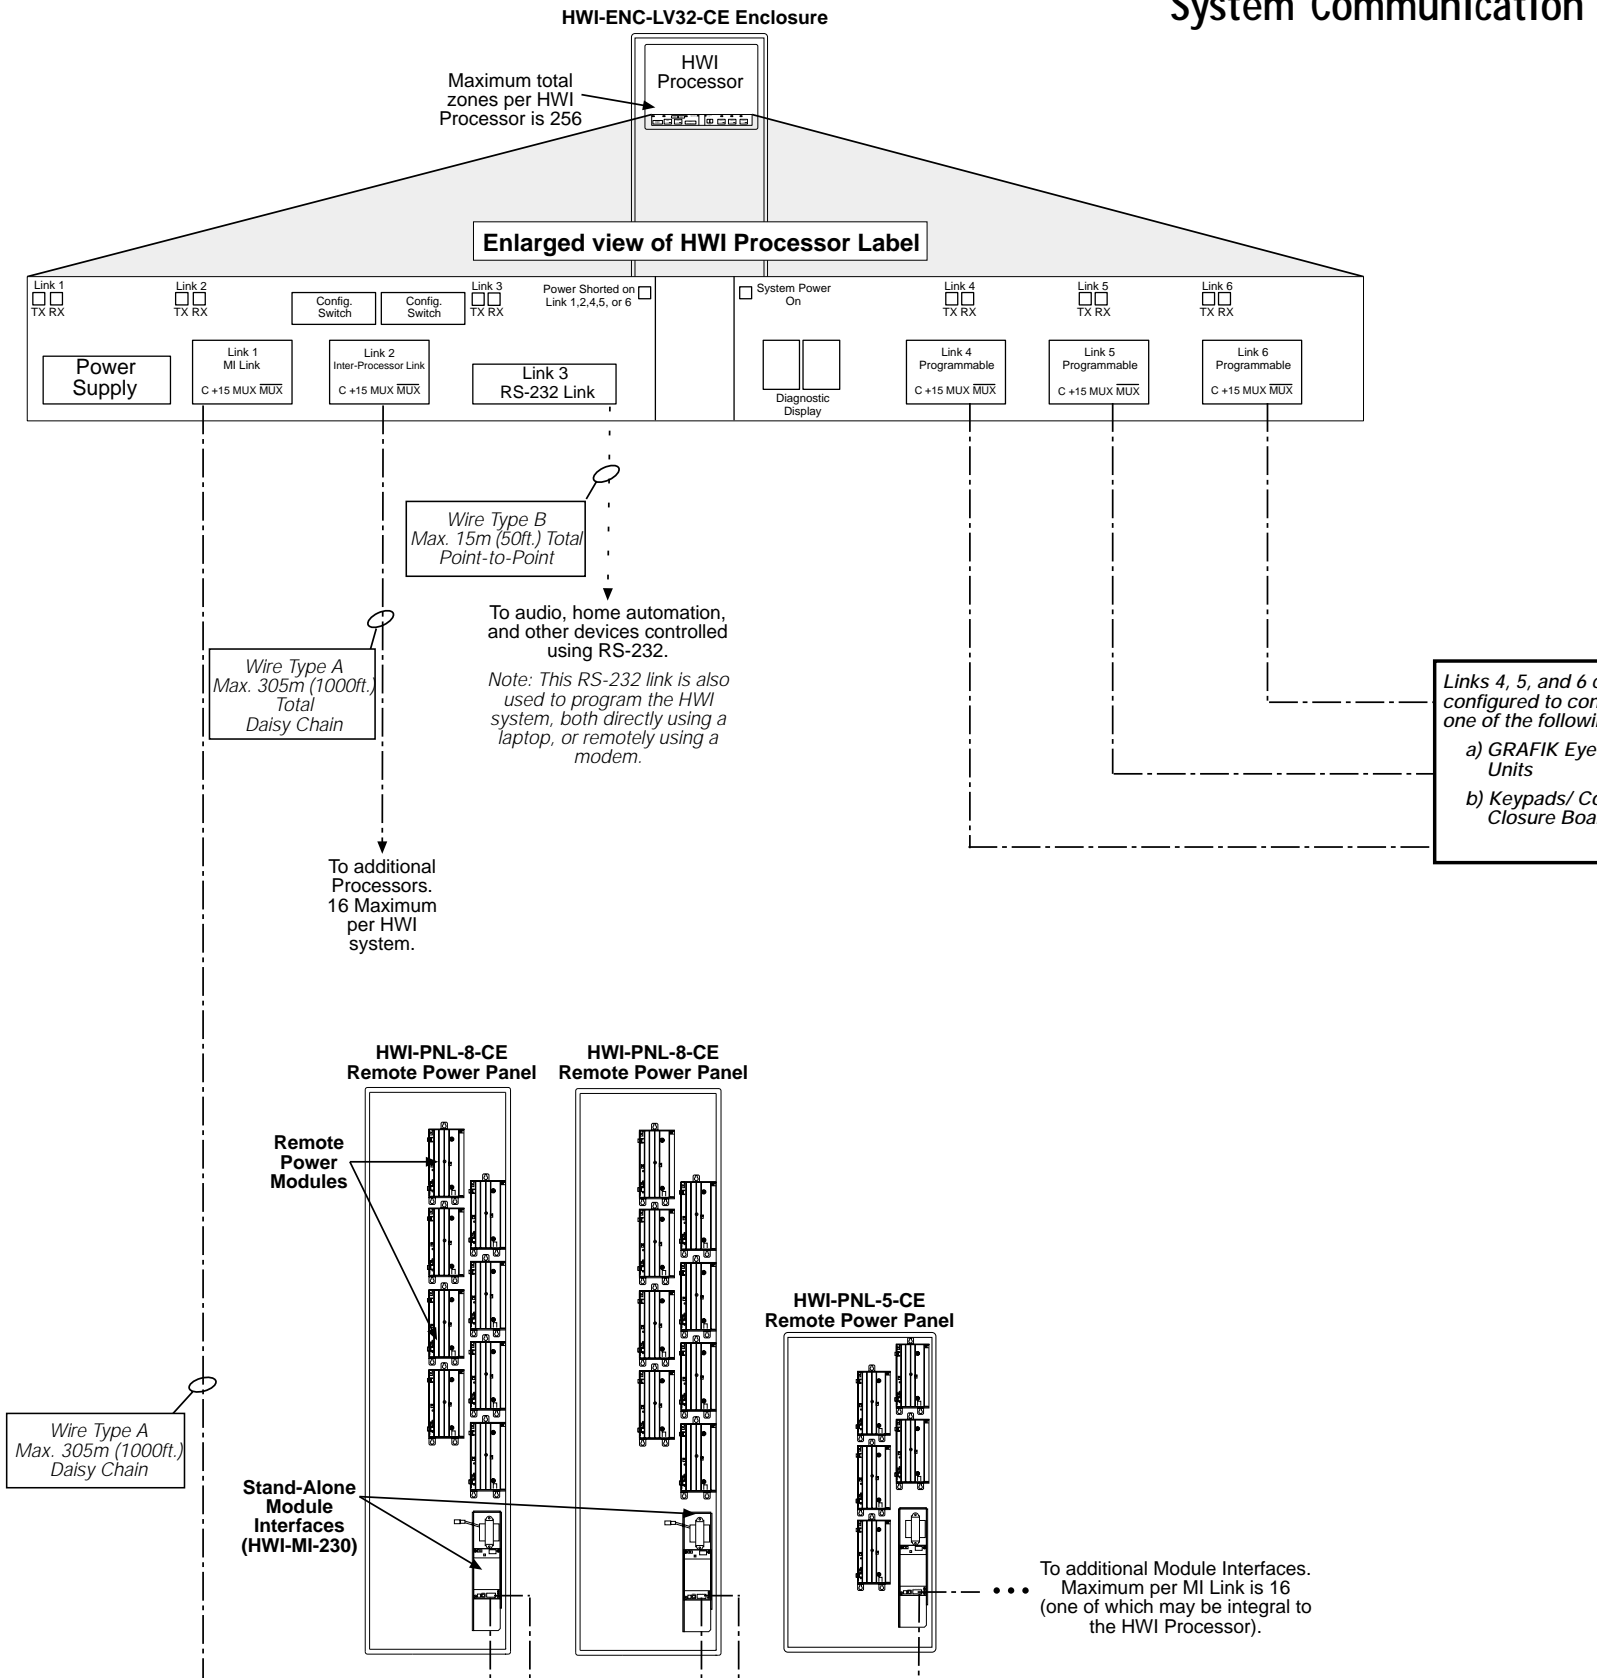 System Communication
HWI-ENC-LV32-CE Enclosure
HWI
Processor
Maximum total
zones per HWI
Processor is 256
Enlarged view of HWI Processor Label
Link 1
TX RX
Link 2
TX RX
Config.
Switch
Config.
Switch
Link 3
TX RX
Power Shorted on
Link 1,2,4,5, or 6
System Power
On
Link 4
TX RX
Link 5
TX RX
Link 6
TX RX
Power
Supply
Link 1
MI Link
C +15 MUX MUX
Link 2
Inter-Processor Link
C +15 MUX MUX
Link 3
RS-232 Link
Diagnostic
Display
Link 4
Programmable
C +15 MUX MUX
Link 5
Programmable
C +15 MUX MUX
Link 6
Programmable
C +15 MUX MUX
Wire Type B
Max. 15m (50ft.) Total
Point-to-Point
To audio, home automation,
and other devices controlled
using RS-232.
Note: This RS-232 link is also
used to program the HWI
system, both directly using a
laptop, or remotely using a
modem.
Wire Type A
Max. 305m (1000ft.)
Total
Daisy Chain
To additional
Processors.
16 Maximum
per HWI
system.
Links 4, 5, and 6
configured to
one of the
a) GRAFIK Eye
Units
b) Keypads/
Closure
HWI-PNL-8-CE
Remote Power Panel
HWI-PNL-8-CE
Remote Power Panel
Remote
Power
Modules
HWI-PNL-5-CE
Remote Power Panel
Wire Type A
Max. 305m (1000ft.)
Daisy Chain
Stand-Alone
Module
Interfaces
(HWI-MI-230)
To additional Module Interfaces.
Maximum per MI Link is 16
(one of which may be integral to
the HWI Processor).